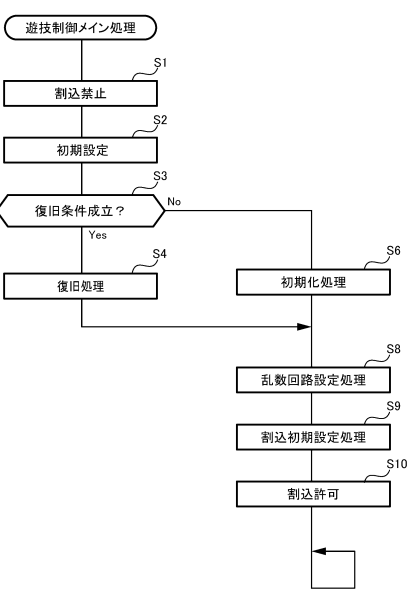 遊技制御メイン処理
S1
割込禁止
S2
初期設定
S3
復旧条件成立？
No
Yes
S4
復旧処理
S6
初期化処理
S8
乱数回路設定処理
S9
割込初期設定処理
S10
割込許可